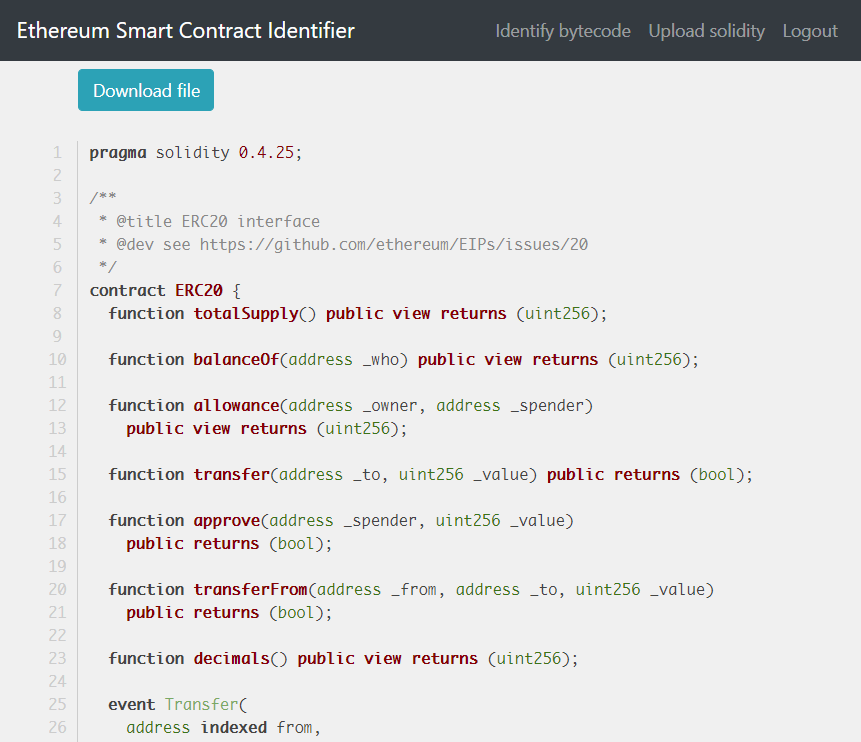 Ethereum Smart Contract Identifier Identify bytecode Upload solidity Logout
Download file
1 pragma solidity 0.4.25;
2
3 /**
4  * @title ERC20 interface
5  * @dev see https://github.com/ethereum/EIPs/issues/20
6  */
7 contract ERC20 {
8   function totalSupply() public view returns (uint256);
9
10   function balanceOf(address _who) public view returns (uint256);
11
12   function allowance(address _owner, address _spender)
13     public view returns (uint256);
14
15   function transfer(address _to, uint256 _value) public returns (bool);
16
17   function approve(address _spender, uint256 _value)
18     public returns (bool);
19
20   function transferFrom(address _from, address _to, uint256 _value)
21     public returns (bool);
22
23   function decimals() public view returns (uint256);
24
25   event Transfer(
26     address indexed from,